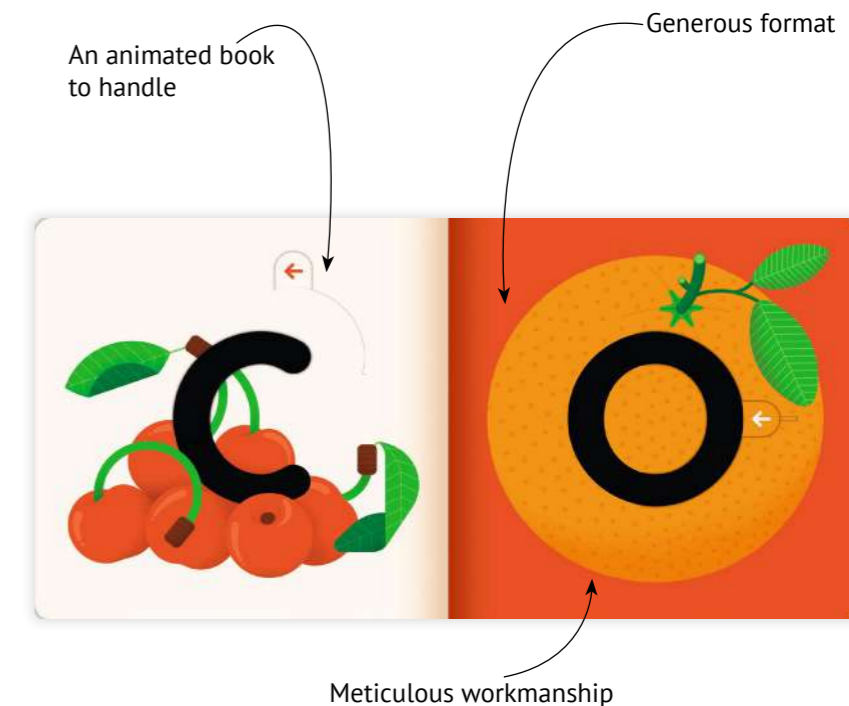 Generous format
An animated book
to handle
C
O
Meticulous workmanship